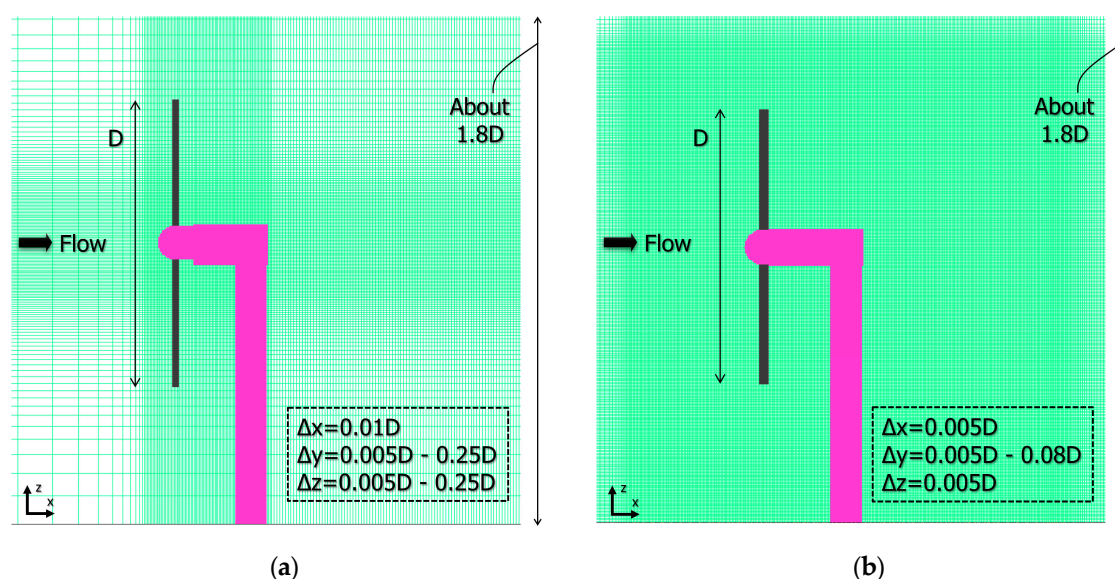 About
1.8D
D
Flow
Δx=0.01D
Δy=0.005D - 0.25D
Δz=0.005D - 0.25D
z
x
(a)
About
1.8D
D
Flow
Δx=0.005D
Δy=0.005D - 0.08D
Δz=0.005D
z
x
(b)